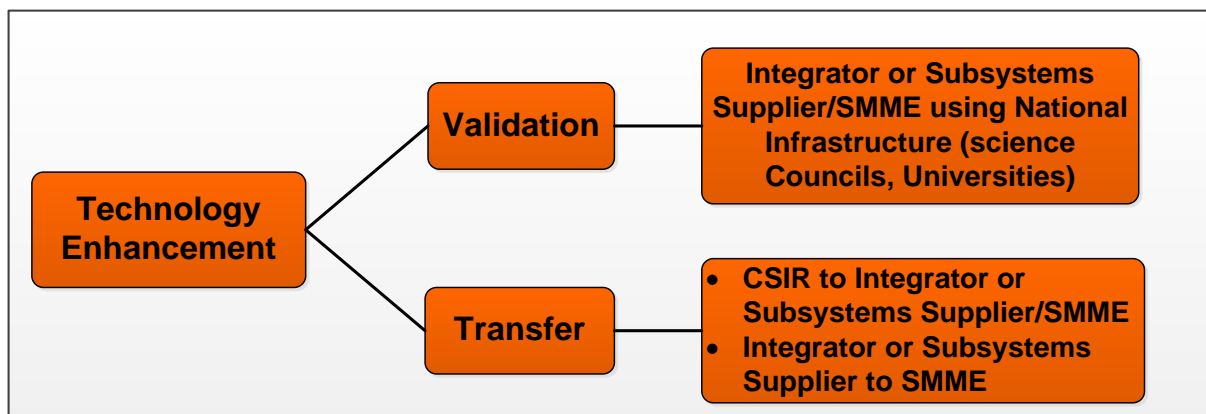 Technology
Enhancement
Validation
Integrator or Subsystems
Supplier/SMME using National
Infrastructure (science
Councils, Universities)
Transfer
• CSIR to Integrator or
Subsystems Supplier/SMME
• Integrator or Subsystems
Supplier to SMME